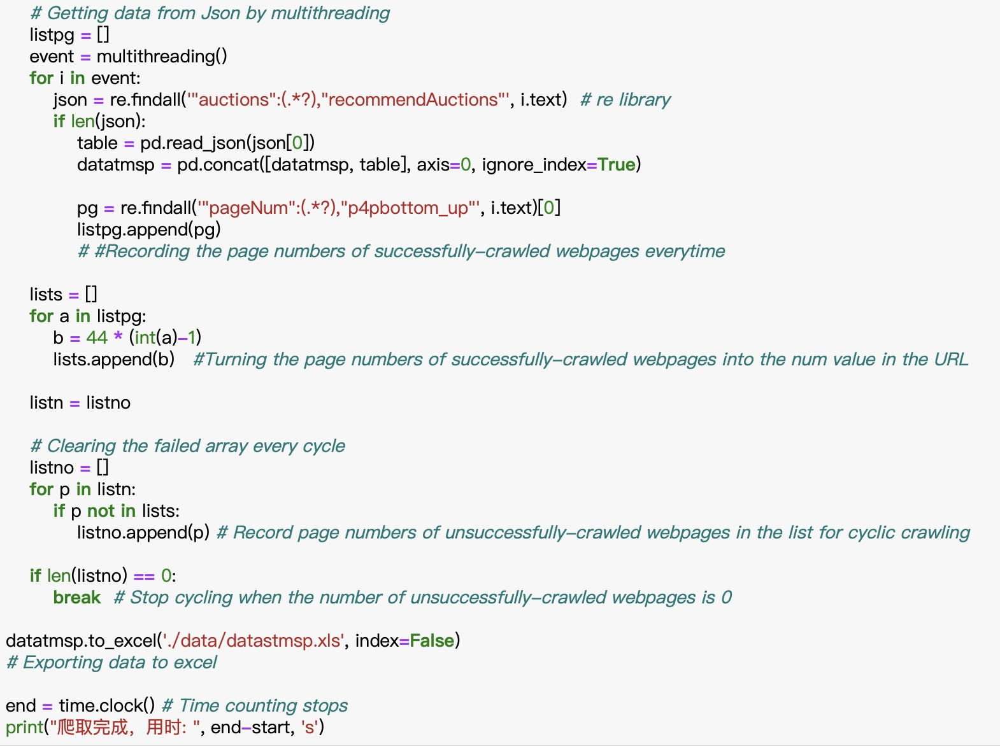 # Getting data from Json by multithreading
listpg = []
event = multithreading()
for i in event:
json = re.findall('"auctions":(.*?),"recommendAuctions"', i.text)  # re library
if len(json):
table = pd.read_json(json[0])
datatmsp = pd.concat([datatmsp, table], axis=0, ignore_index=True)
pg = re.findall('"pageNum":(.*?),"p4pbottom_up"', i.text)[0]
listpg.append(pg)
# #Recording the page numbers of successfully-crawled webpages everytime
lists = []
for a in listpg:
b = 44 * (int(a)-1)
lists.append(b)   #Turning the page numbers of successfully-crawled webpages into the num value in the URL
listn = listno
# Clearing the failed array every cycle
listno = []
for p in listn:
if p not in lists:
listno.append(p) # Record page numbers of unsuccessfully-crawled webpages in the list for cyclic crawling
if len(listno) == 0:
break  # Stop cycling when the number of unsuccessfully-crawled webpages is 0
datatmsp.to_excel('./data/datastmsp.xls', index=False)
# Exporting data to excel
end = time.clock() # Time counting stops
print("爬取完成，用时: ", end-start, 's')